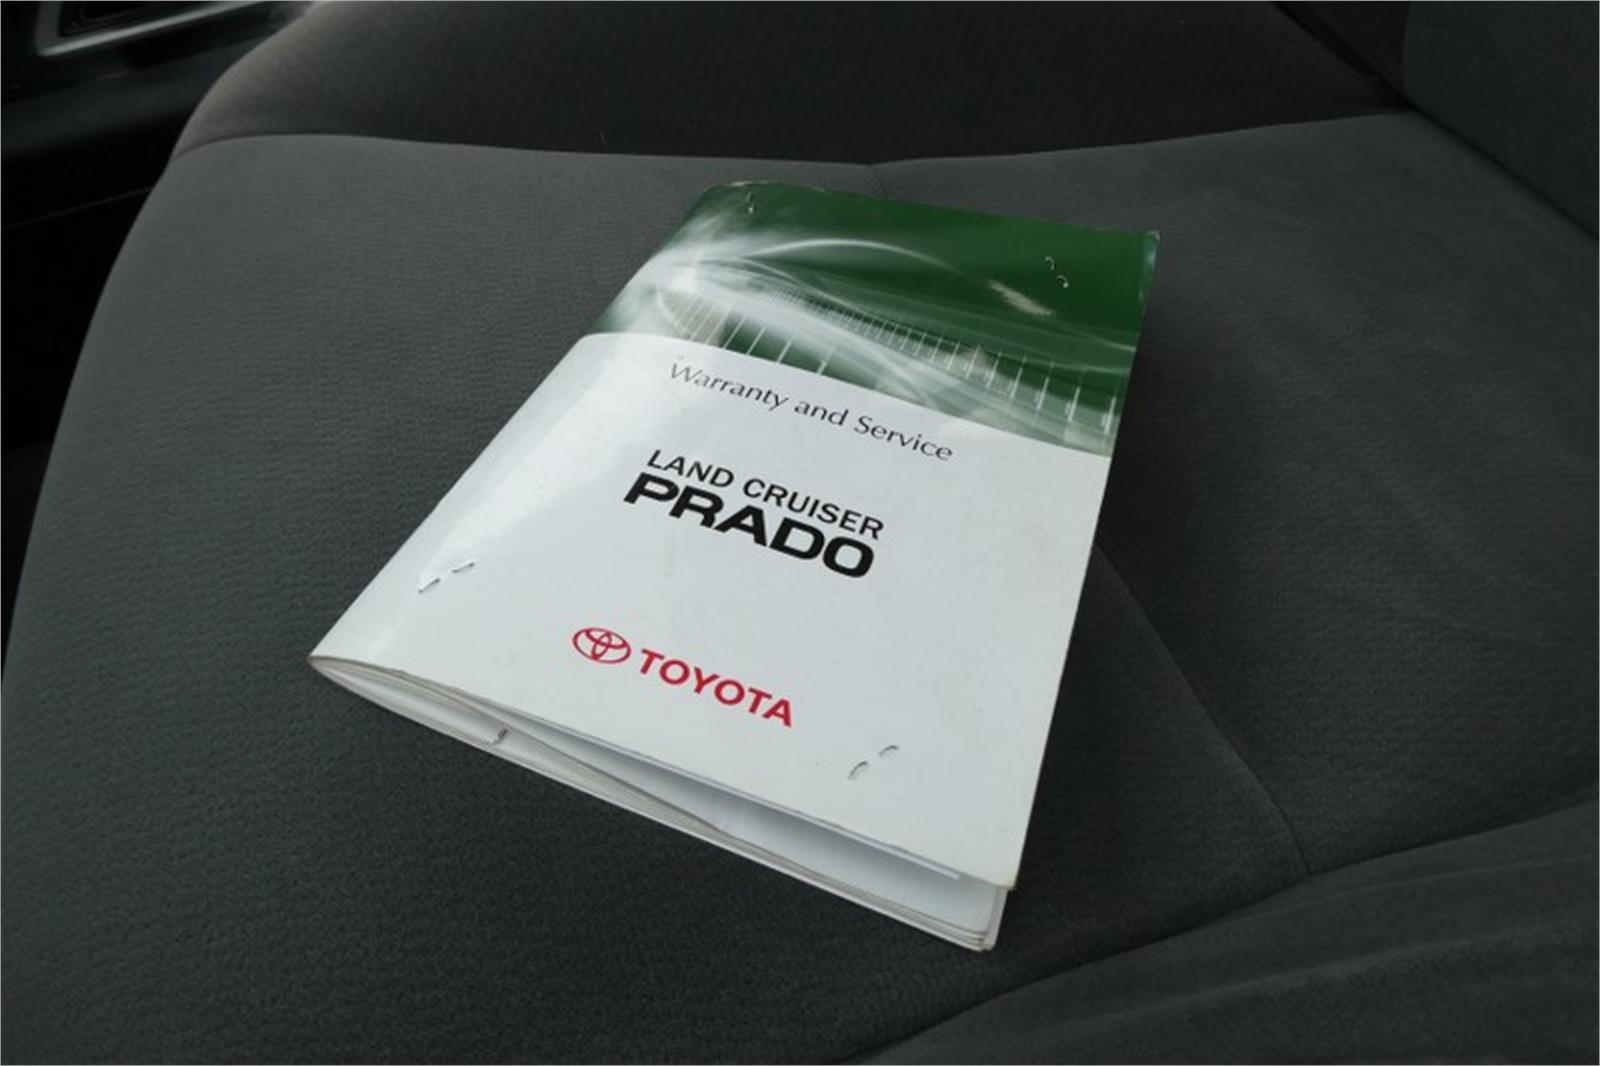 Warranty and Service
LAND CRUISER
PRADO
TOYOTA